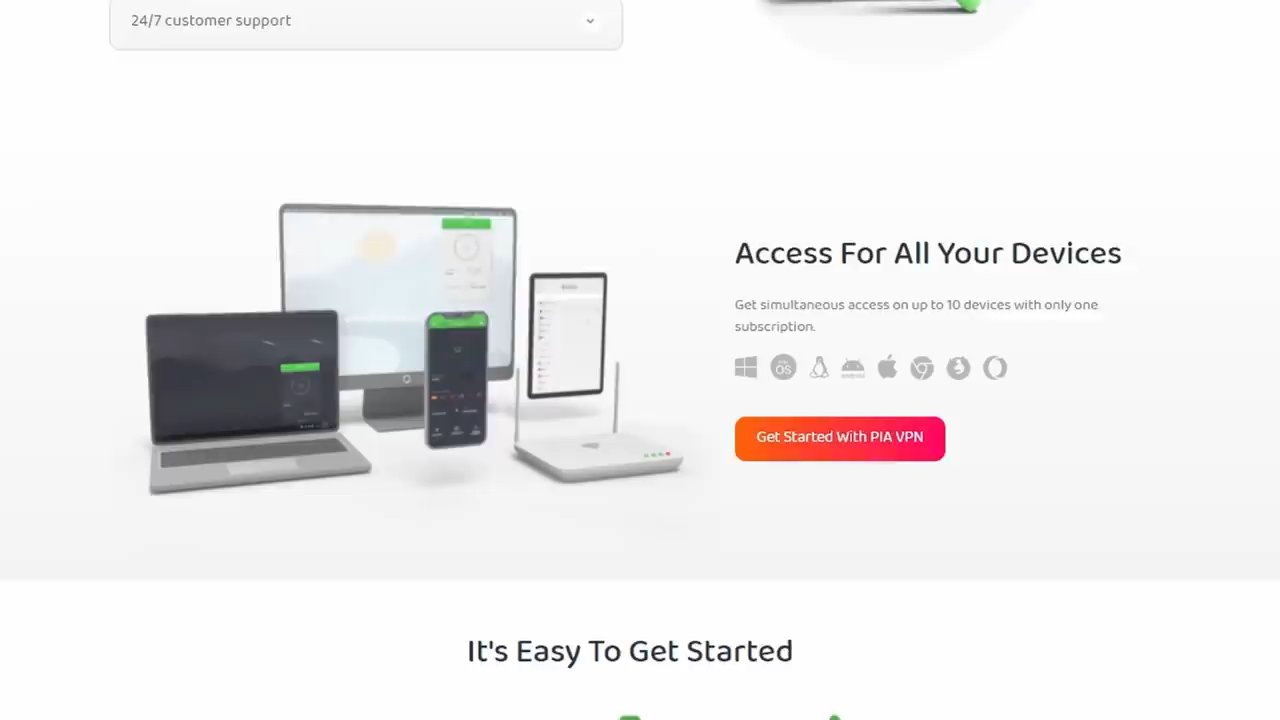 24/7 customer support
Access For All Your Devices
Get simultaneous access on up to 10 devices with only one
subscription.
OS
Get Started With PIA VPN
It's Easy To Get Started